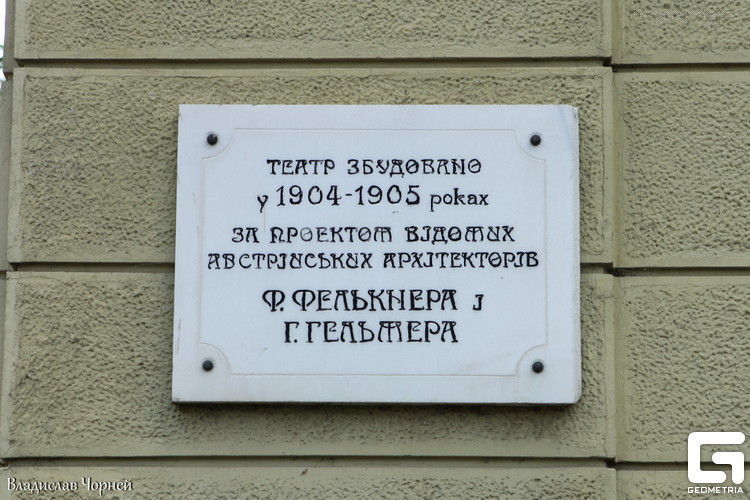 ТЕАТР ЗБУДОВАНО
у 1904-1905 роках
ЗА ПРОЕКТОМ ВІДОМИХ
АВСТРІЙСЬКИХ АРХІТЕКТОРІВ
Ф. ФЕЛЬКНЕРА І
Г. ГЕЛЬМЕРА
Владислав Чорней
GEOMETRIA